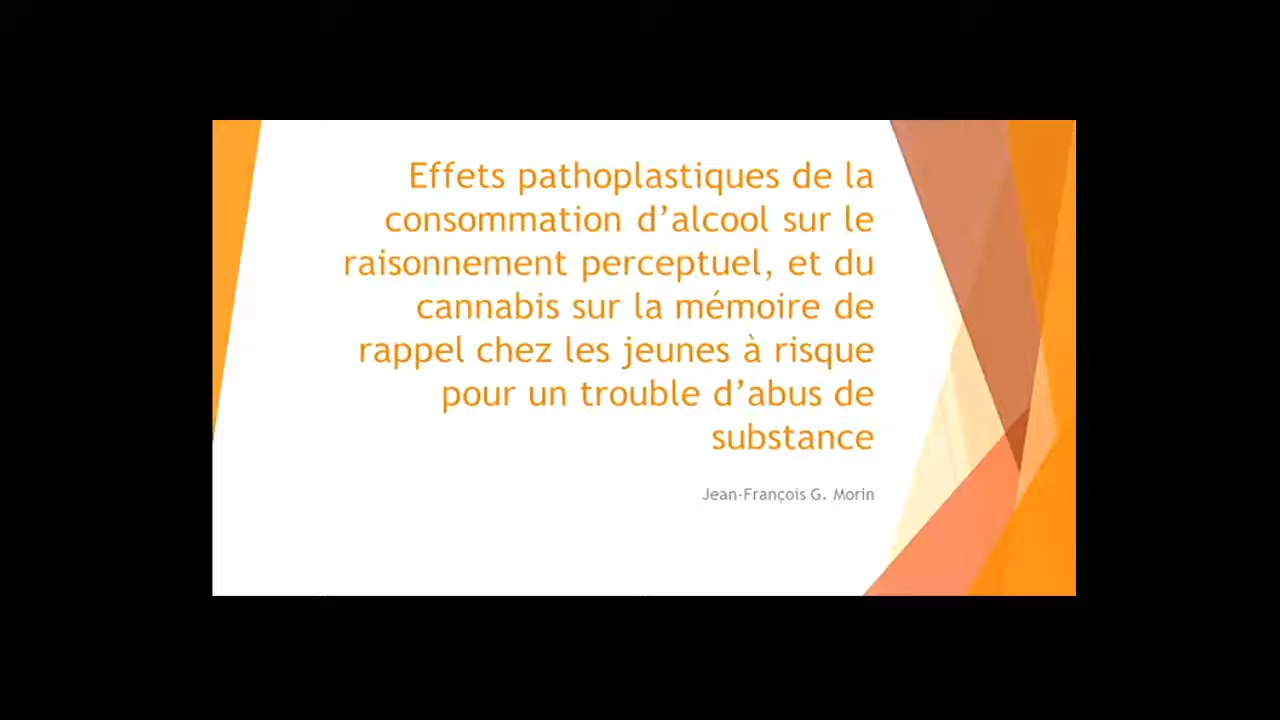 Effets pathoplastiques de la
consommation d’alcool sur le
raisonnement perceptuel, et du
cannabis sur la mémoire de
rappel chez les jeunes à risque
pour un trouble d’abus de
substance
Jean-François G. Morin